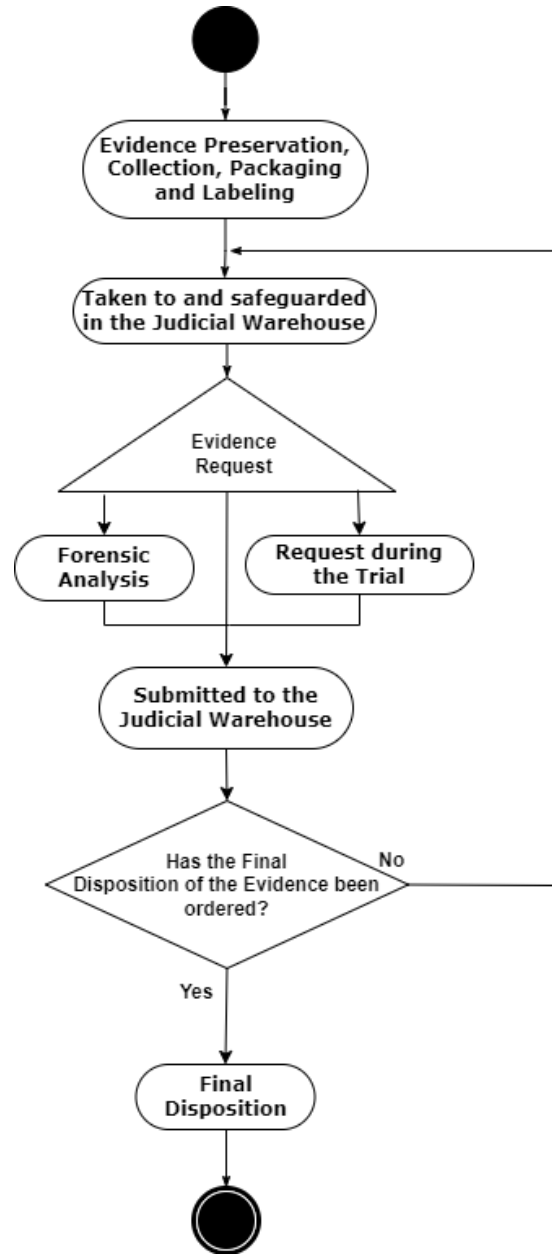 Evidence Preservation,
Collection, Packaging
and Labeling
Taken to and safeguarded
in the Judicial Warehouse
Evidence
Request
Forensic
Analysis
Request during
the Trial
Submitted to the
Judicial Warehouse
Has the Final
Disposition of the Evidence been
ordered?
No
Yes
Final
Disposition